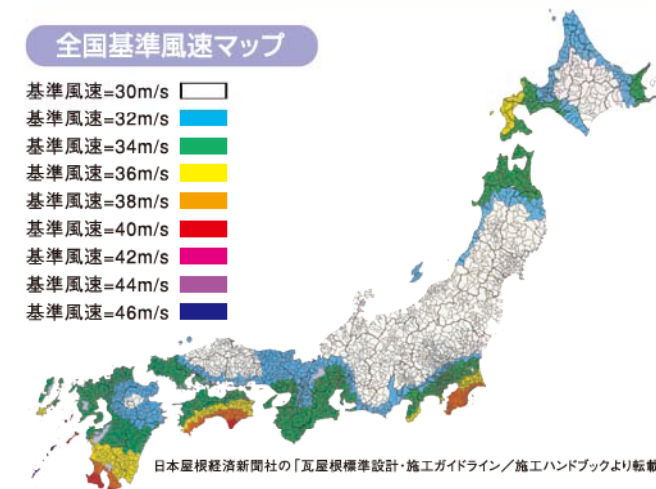 全国基準風速マップ
基準風速=30m/s
基準風速=32m/s
基準風速=34m/s
基準風速=36m/s
基準風速=38m/s
基準風速=40m/s
基準風速=42m/s
基準風速=44m/s
基準風速=46m/s
日本屋根経済新聞社の「瓦屋根標準設計・施工ガイドライン／施工ハンドブックより転載